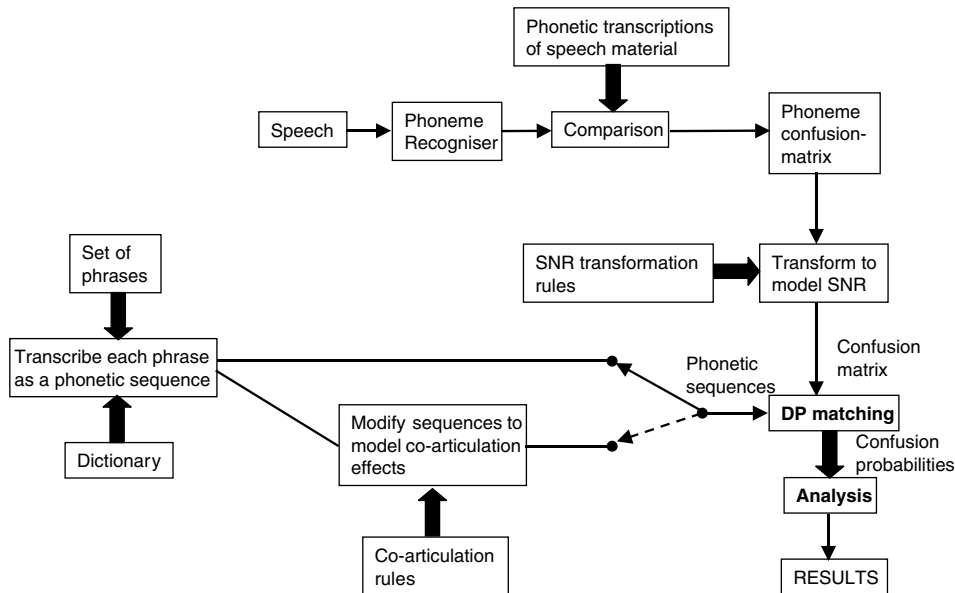 Phonetic transcriptions
of speech material
Speech
Phoneme
Recogniser
Comparison
Phoneme
confusion-
matrix
Set of
phrases
SNR transformation
rules
Transform to
model SNR
Transcribe each phrase
as a phonetic sequence
Phonetic
sequences
Confusion
matrix
Modify sequences to
model co-articulation
effects
DP matching
Dictionary
Confusion
probabilities
Analysis
Co-articulation
rules
RESULTS